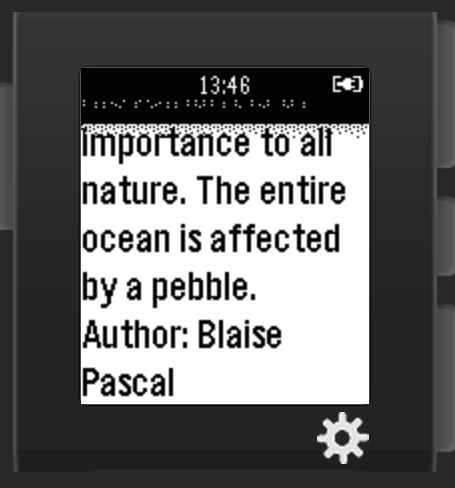 13:46
importance to all
nature. The entire
ocean is affected
by a pebble.
Author: Blaise
Pascal